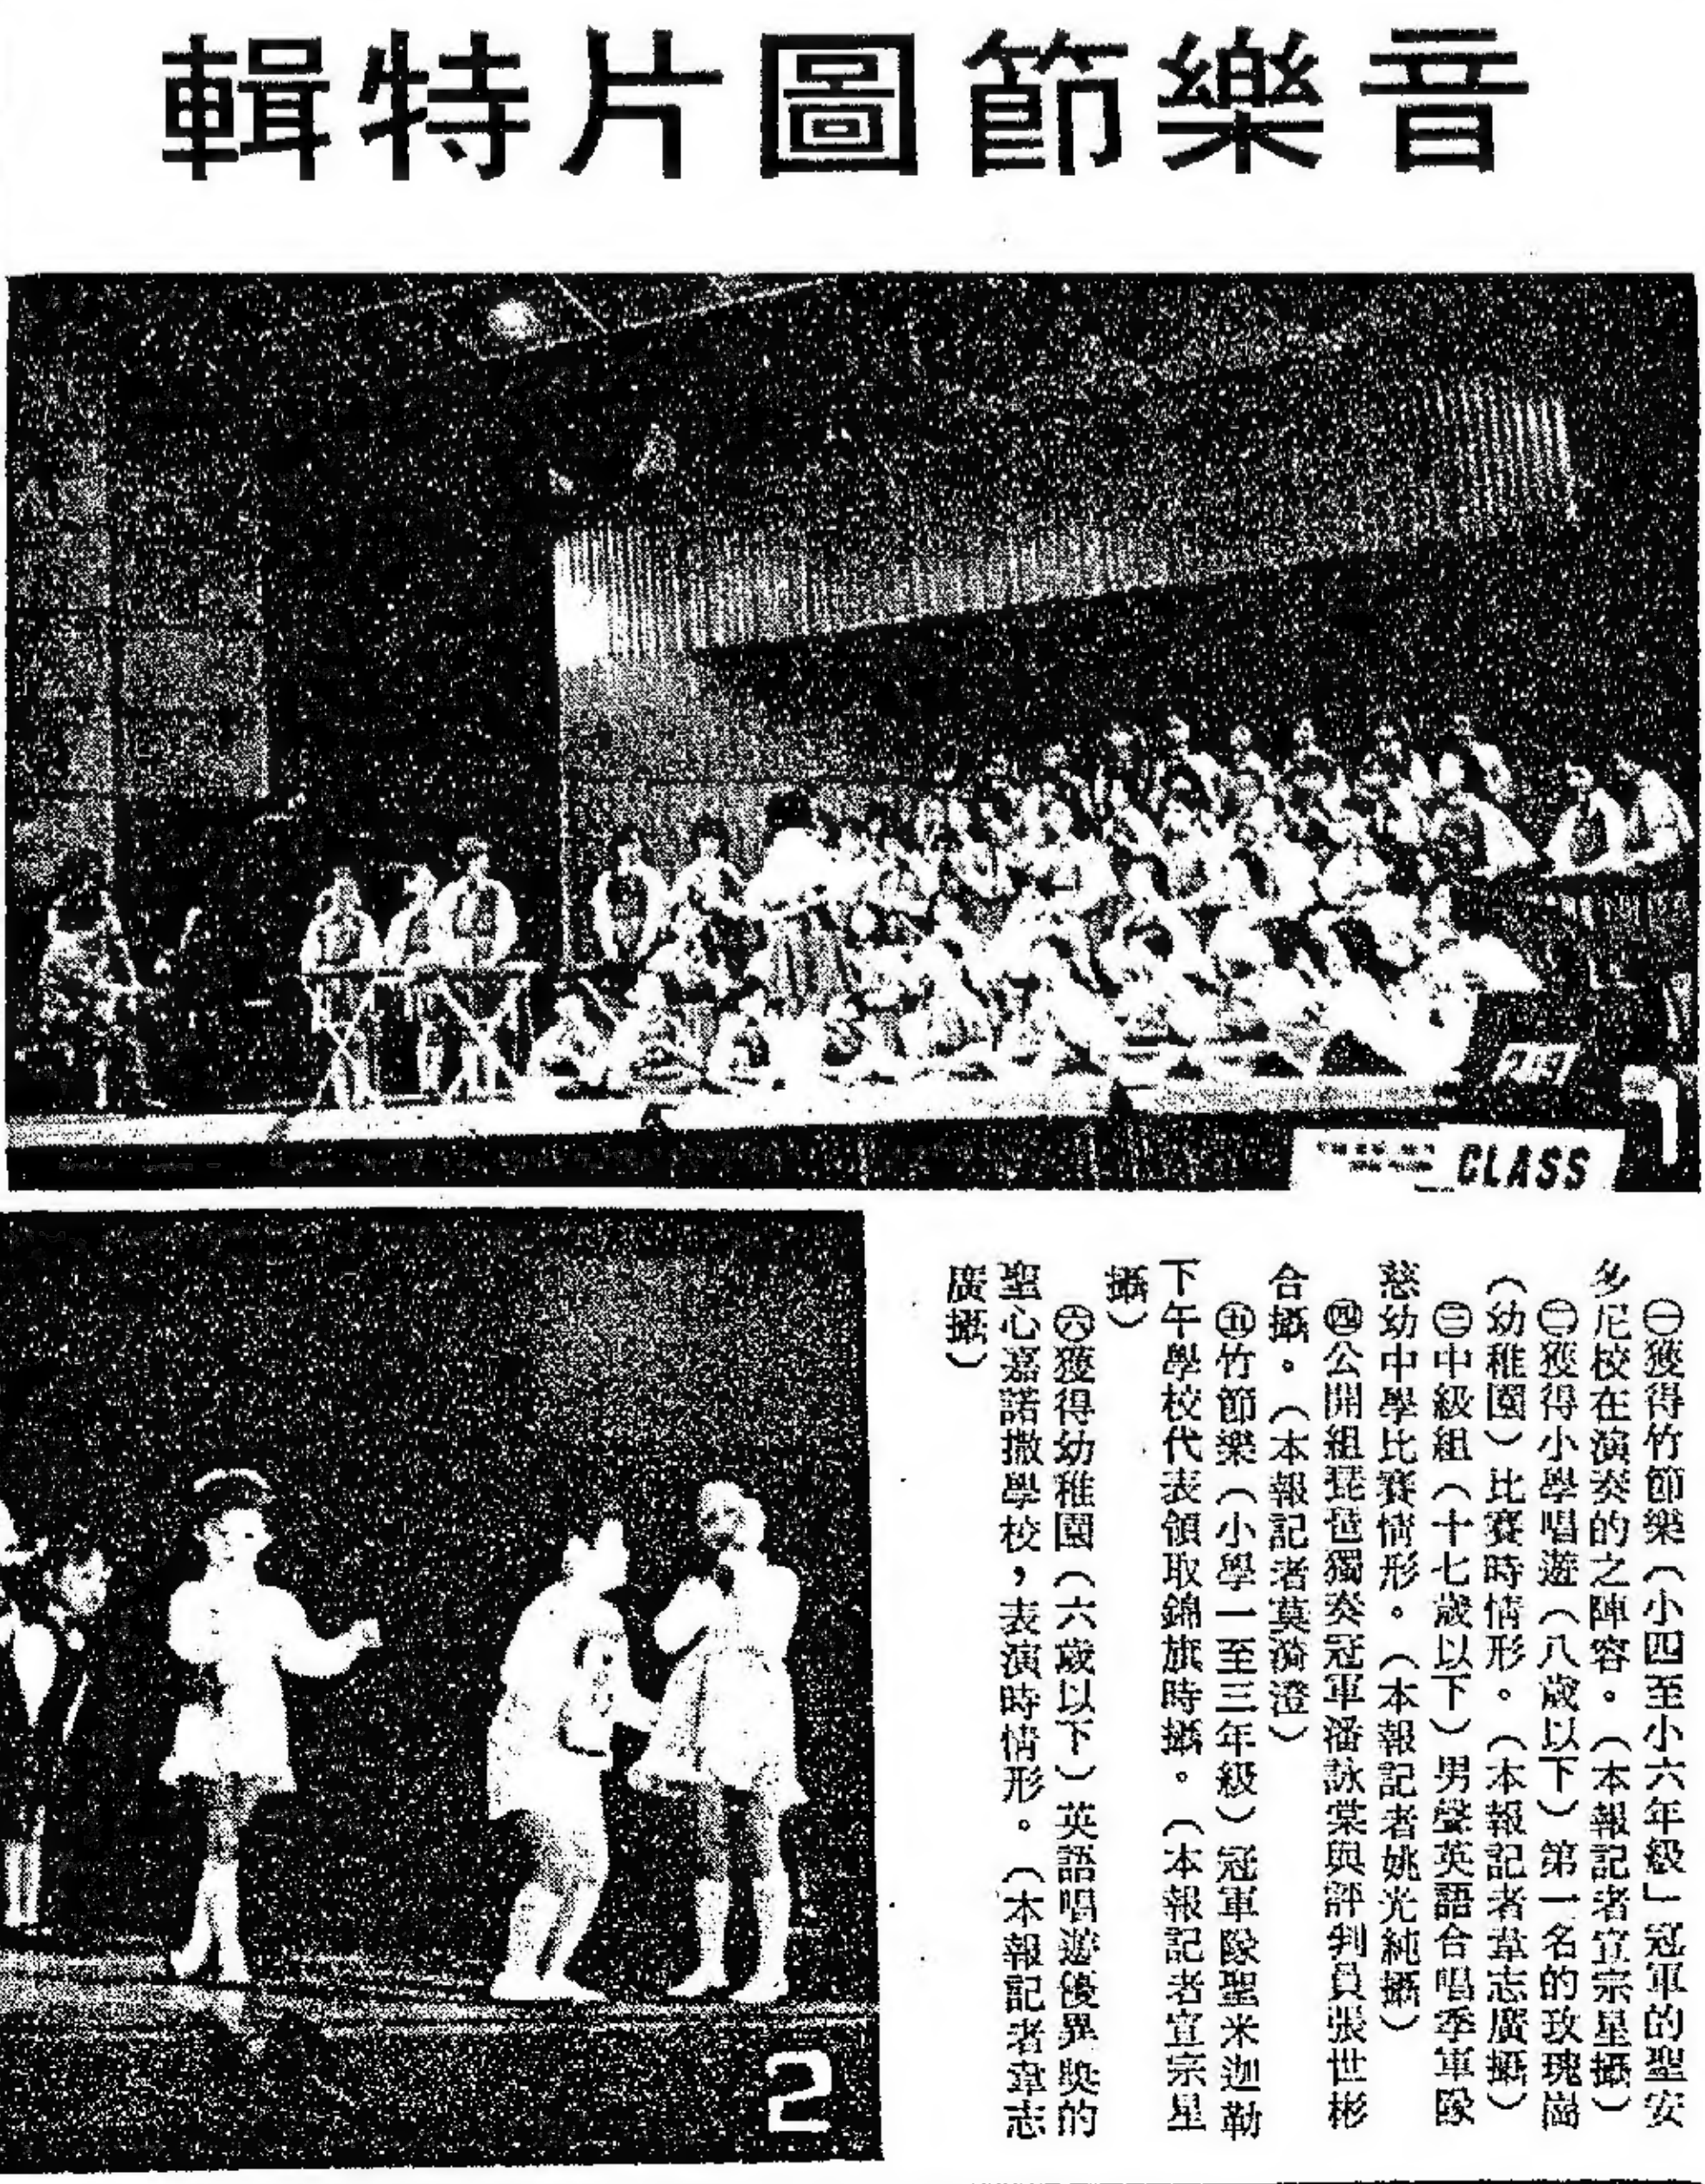 音樂節圖片特輯
CLASS
1
2
㊀獲得竹節樂（小四至小六年級」冠軍的聖安
多尼校在演奏的之陣容。（本報記者宣宗星攝）
㊁獲得小學唱遊（八歲以下）第一名的玫瑰崗
（幼稚園）比賽時情形。（本報記者韋志廣攝）
㊂中級組（十七歲以下）男聲英語合唱季軍隊
慈幼中學比賽情形。（本報記者姚光純攝）
㊃公開組琵琶獨奏冠軍潘詠棠與評判員張世彬
合攝。（本報記者莫漪澄）
㊄竹節樂（小學一至三年級）冠軍隊聖米迦勒
下午學校代表領取錦旗時攝。（本報記者宣宗星
攝）
㊅獲得幼稚園（六歲以下）英語唱遊優異奬的
聖心嘉諾撒學校，表演時情形。（本報記者韋志
廣攝）